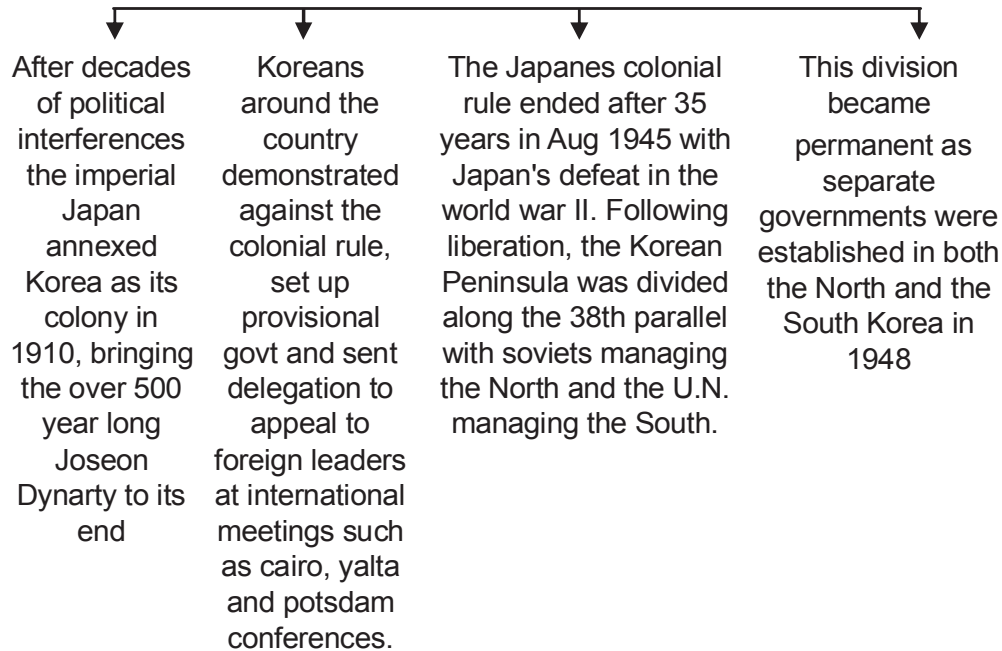 After decades
of political
interferences
the imperial
Japan
annexed
Korea as its
colony in
1910, bringing
the over 500
year long
Joseon
Dynarty to its
end
Koreans
around the
country
demonstrated
against the
colonial rule,
set up
provisional
govt and sent
delegation to
appeal to
foreign leaders
at international
meetings such
as cairo, yalta
and potsdam
conferences.
The Japanes colonial
rule ended after 35
years in Aug 1945 with
Japan's defeat in the
world war II. Following
liberation, the Korean
Peninsula was divided
along the 38th parallel
with soviets managing
the North and the U.N.
managing the South.
This division
became
permanent as
separate
governments were
established in both
the North and the
South Korea in
1948